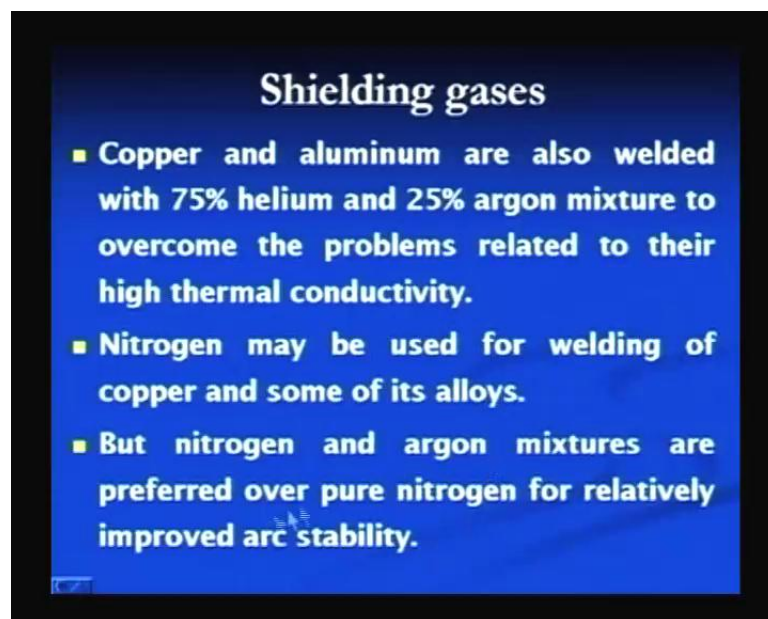 Shielding gases
Copper and aluminum are also welded
with 75% helium and 25% argon mixture to
overcome the problems related to their
high thermal conductivity.
Nitrogen may be used for welding of
copper and some of its alloys.
But nitrogen and argon mixtures are
preferred over pure nitrogen for relatively
improved arc stability.